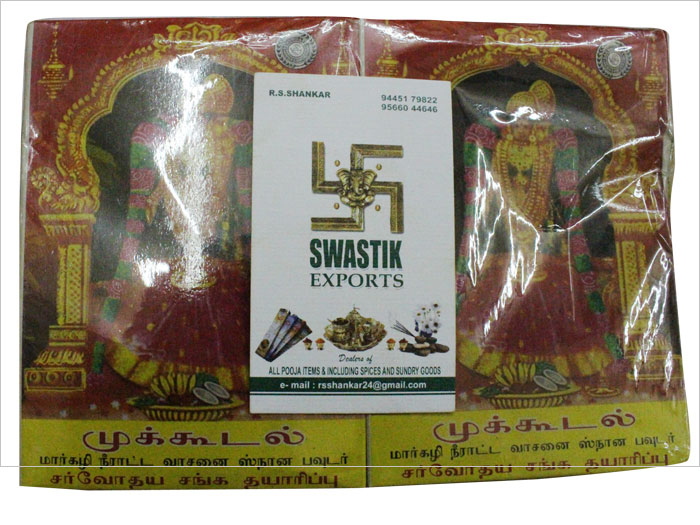 R.S.SHANKAR
94451 79822
95660 44646
SWASTIK
EXPORTS
Dealers of
ALL POOJA ITEMS & INCLUDING SPICES AND SUNDRY GOODS
e- mail : rsshankar24@gmail.com
முக்கூடல்
மார்கழி நீராட்ட வாசனை ஸ்நான பவுடர்
சர்வோதய சங்க தயாரிப்பு
முக்கூடல்
மார்கழி நீராட்ட வாசனை ஸ்நான பவுடர்
சர்வோதய சங்க தயாரிப்பு